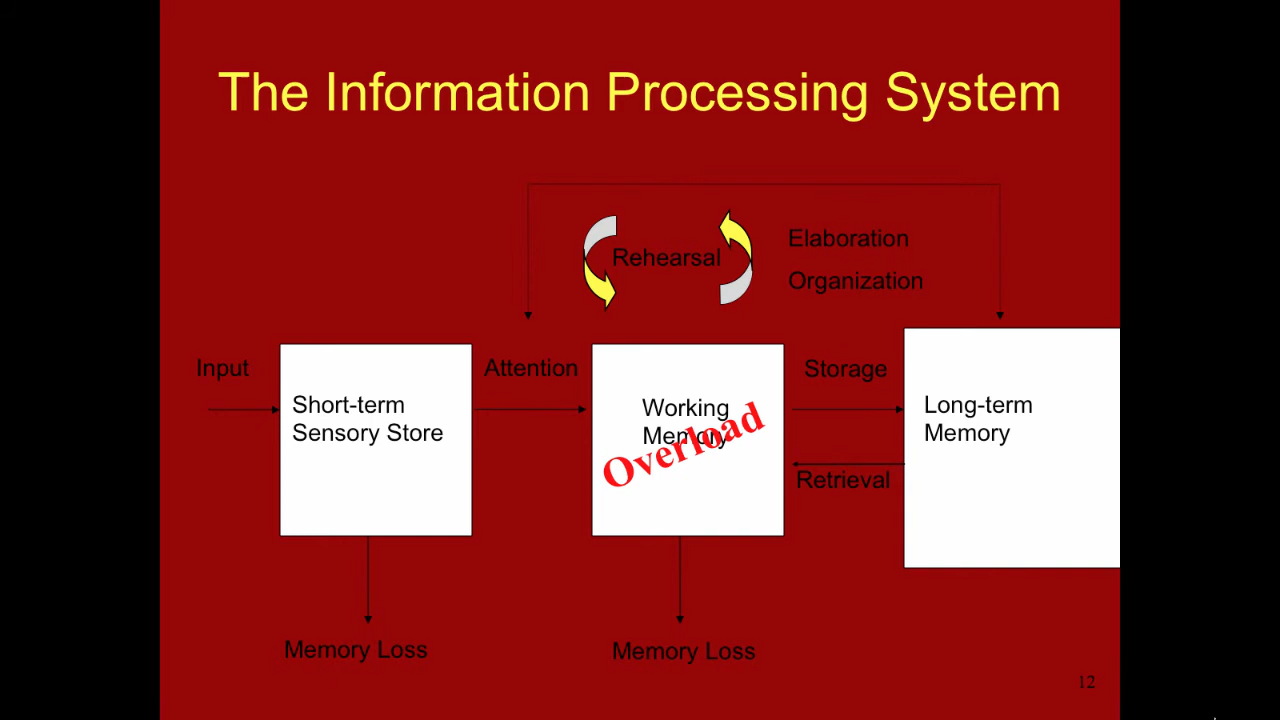 The Information Processing System
Rehearsal
Elaboration
Organization
Input
Short-term
Sensory Store
Attention
Working
Memory
Overload
Storage
Retrieval
Long-term
Memory
Memory Loss
Memory Loss
12